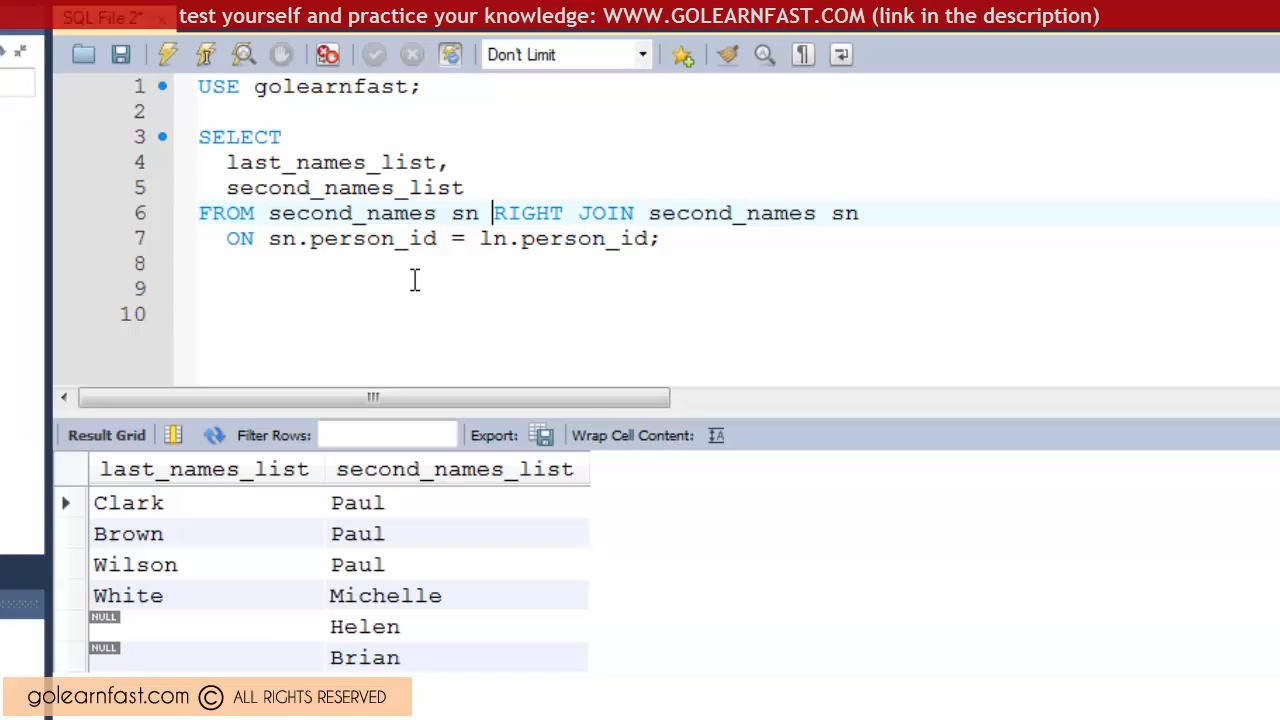 SQL File 2*
test yourself and practice your knowledge: WWW.GOLEARNFAST.COM (link in the description)
Don't Limit
1 USE golearnfast;
2
3 SELECT
4 last_names_list,
5 second_names_list
6 FROM second_names sn RIGHT JOIN second_names sn
7 ON sn.person_id = ln.person_id;
8
9
10
Result Grid Filter Rows: Export: Wrap Cell Content:
last_names_list second_names_list
Clark Paul
Brown Paul
Wilson Paul
White Michelle
NULL Helen
NULL Brian
golearnfast.com © ALL RIGHTS RESERVED